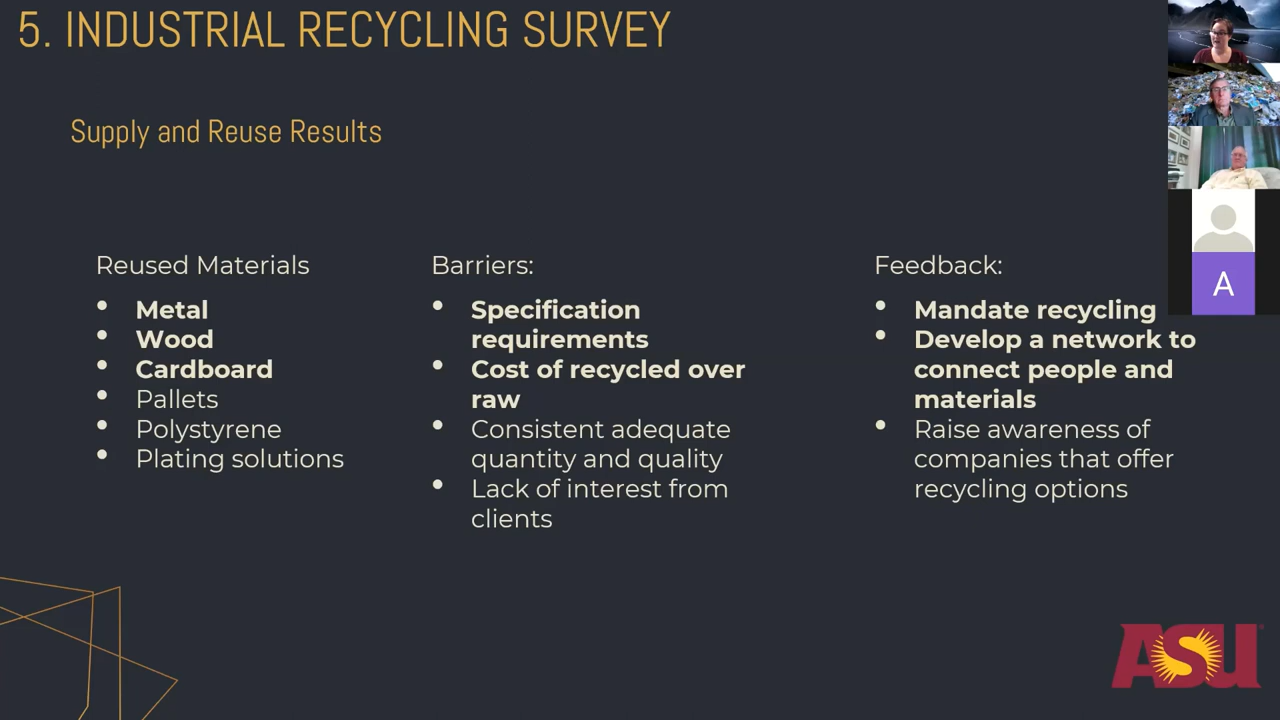 5. INDUSTRIAL RECYCLING SURVEY
Supply and Reuse Results
Reused Materials
• Metal
• Wood
• Cardboard
• Pallets
• Polystyrene
• Plating solutions
Barriers:
• Specification
requirements
• Cost of recycled over
raw
• Consistent adequate
quantity and quality
• Lack of interest from
clients
Feedback:
• Mandate recycling
• Develop a network to
connect people and
materials
• Raise awareness of
companies that offer
recycling options
A
ASU